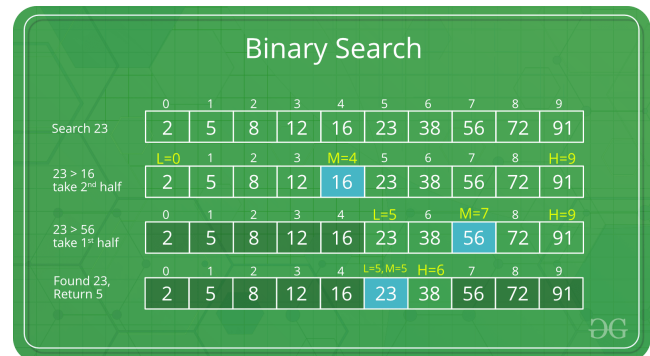 Binary Search
0 1 2 3 4 5 6 7 8 9
Search 23 2 5 8 12 16 23 38 56 72 91
L=0 1 2 3 M=4 5 6 7 8 H=9
23 > 16
take 2nd half
2 5 8 12 16 23 38 56 72 91
0 1 2 3 4 L=5 6 M=7 8 H=9
23 > 56
take 1st half
2 5 8 12 16 23 38 56 72 91
0 1 2 3 4 L=5, M=5 H=6 7 8 9
Found 23,
Return 5
2 5 8 12 16 23 38 56 72 91